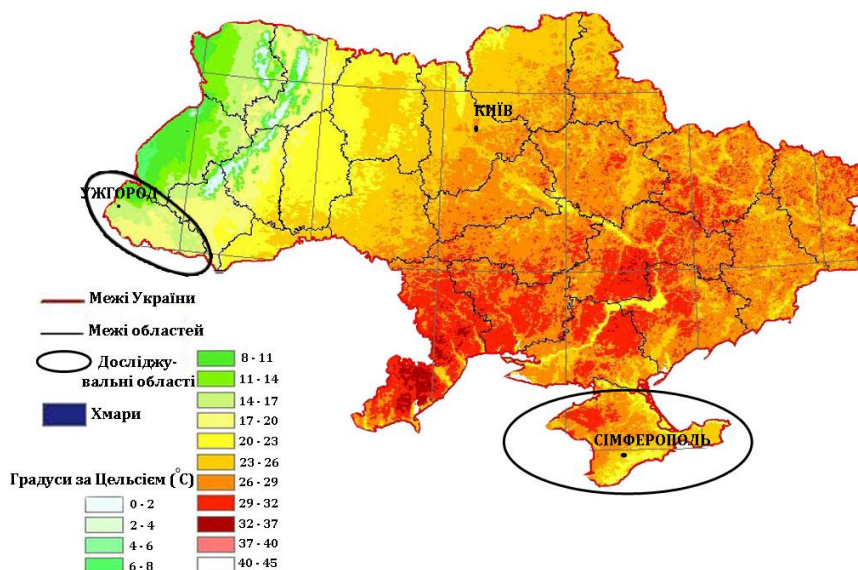 КИЇВ
УЖГОРОД
СІМФЕРОПОЛЬ
Межі України
Межі областей
Досліджу-
вальні області
Хмари
Градуси за Цельсієм (°C)
0 - 2
2 - 4
4 - 6
6 - 8
8 - 11
11 - 14
14 - 17
17 - 20
20 - 23
23 - 26
26 - 29
29 - 32
32 - 37
37 - 40
40 - 45